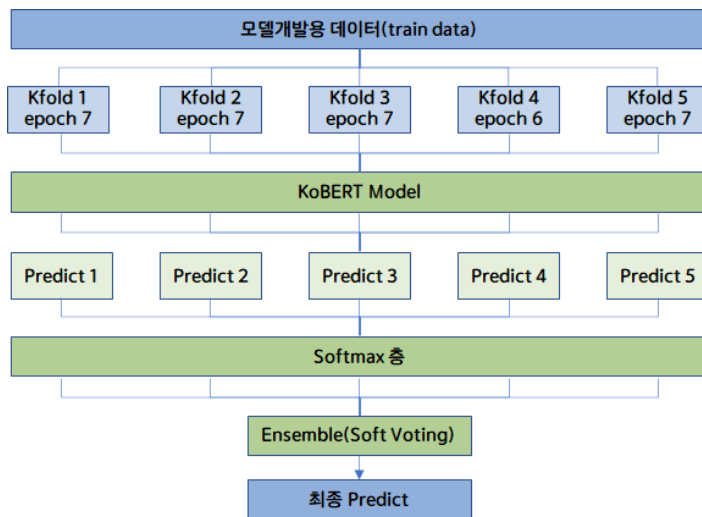 모델개발용 데이터(train data)
Kfold 1 epoch 7
Kfold 2 epoch 7
Kfold 3 epoch 7
Kfold 4 epoch 6
Kfold 5 epoch 7
KoBERT Model
Predict 1
Predict 2
Predict 3
Predict 4
Predict 5
Softmax 층
Ensemble(Soft Voting)
최종 Predict